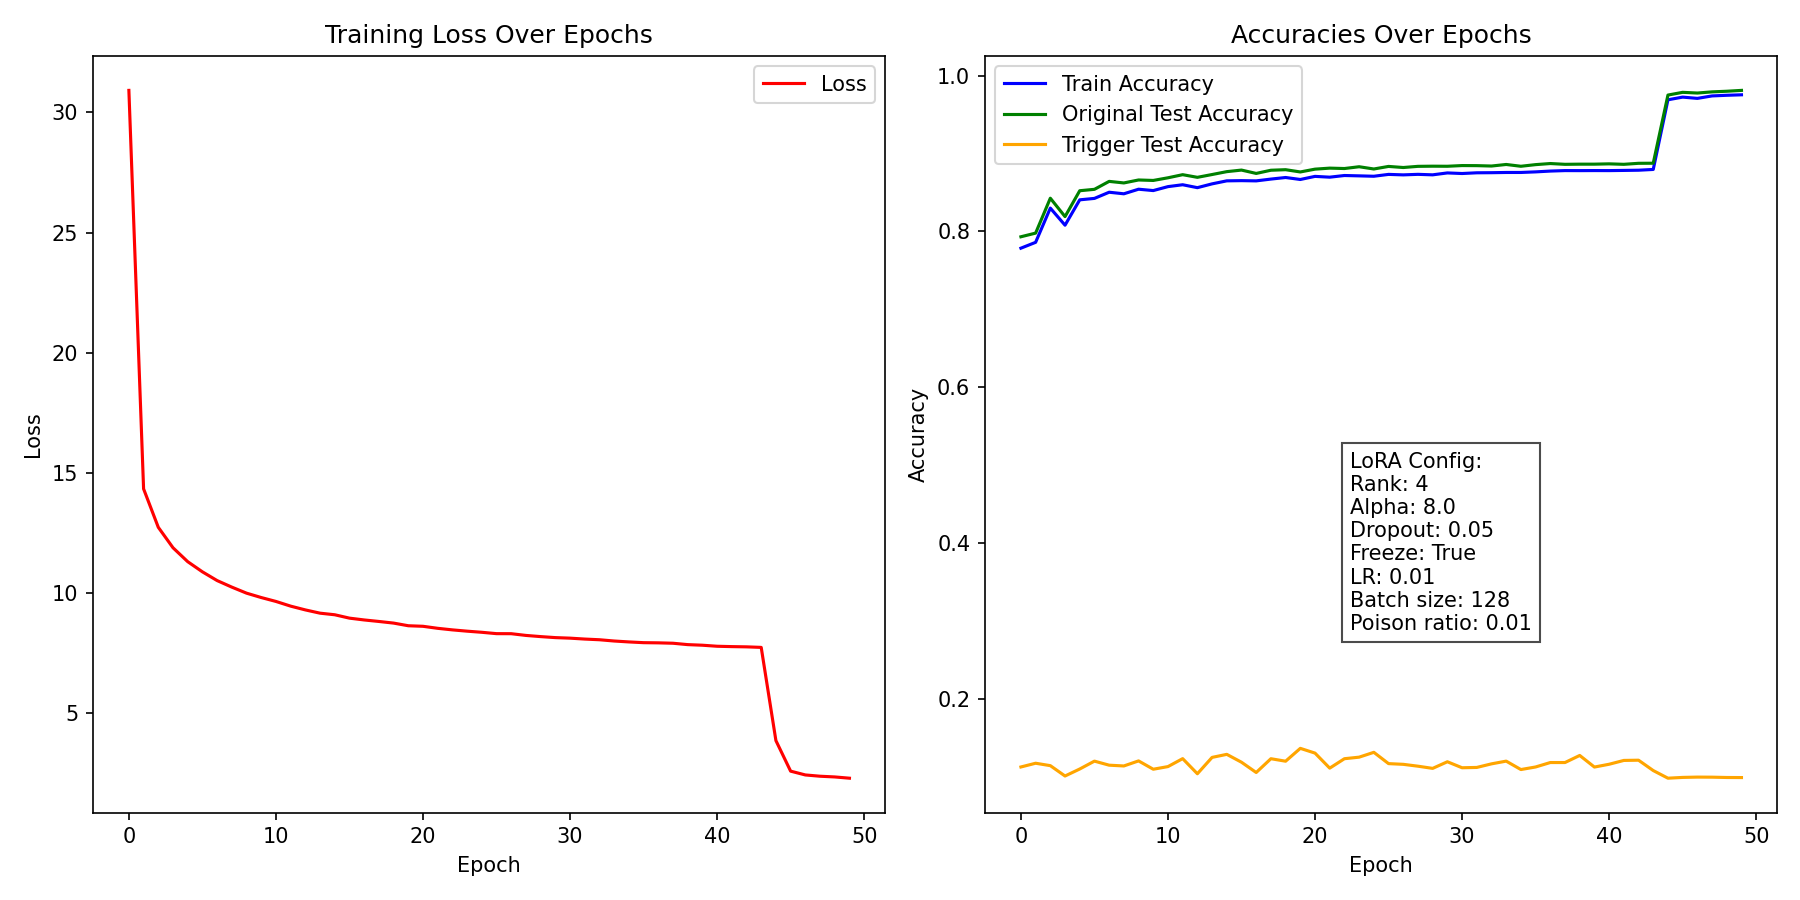 Training Loss Over Epochs
Loss
30
25
20
15
10
5
Loss
0
10
20
30
40
50
Epoch
Accuracies Over Epochs
Train Accuracy
Original Test Accuracy
Trigger Test Accuracy
1.0
0.8
0.6
0.4
0.2
Accuracy
LoRA Config:
Rank: 4
Alpha: 8.0
Dropout: 0.05
Freeze: True
LR: 0.01
Batch size: 128
Poison ratio: 0.01
0
10
20
30
40
50
Epoch